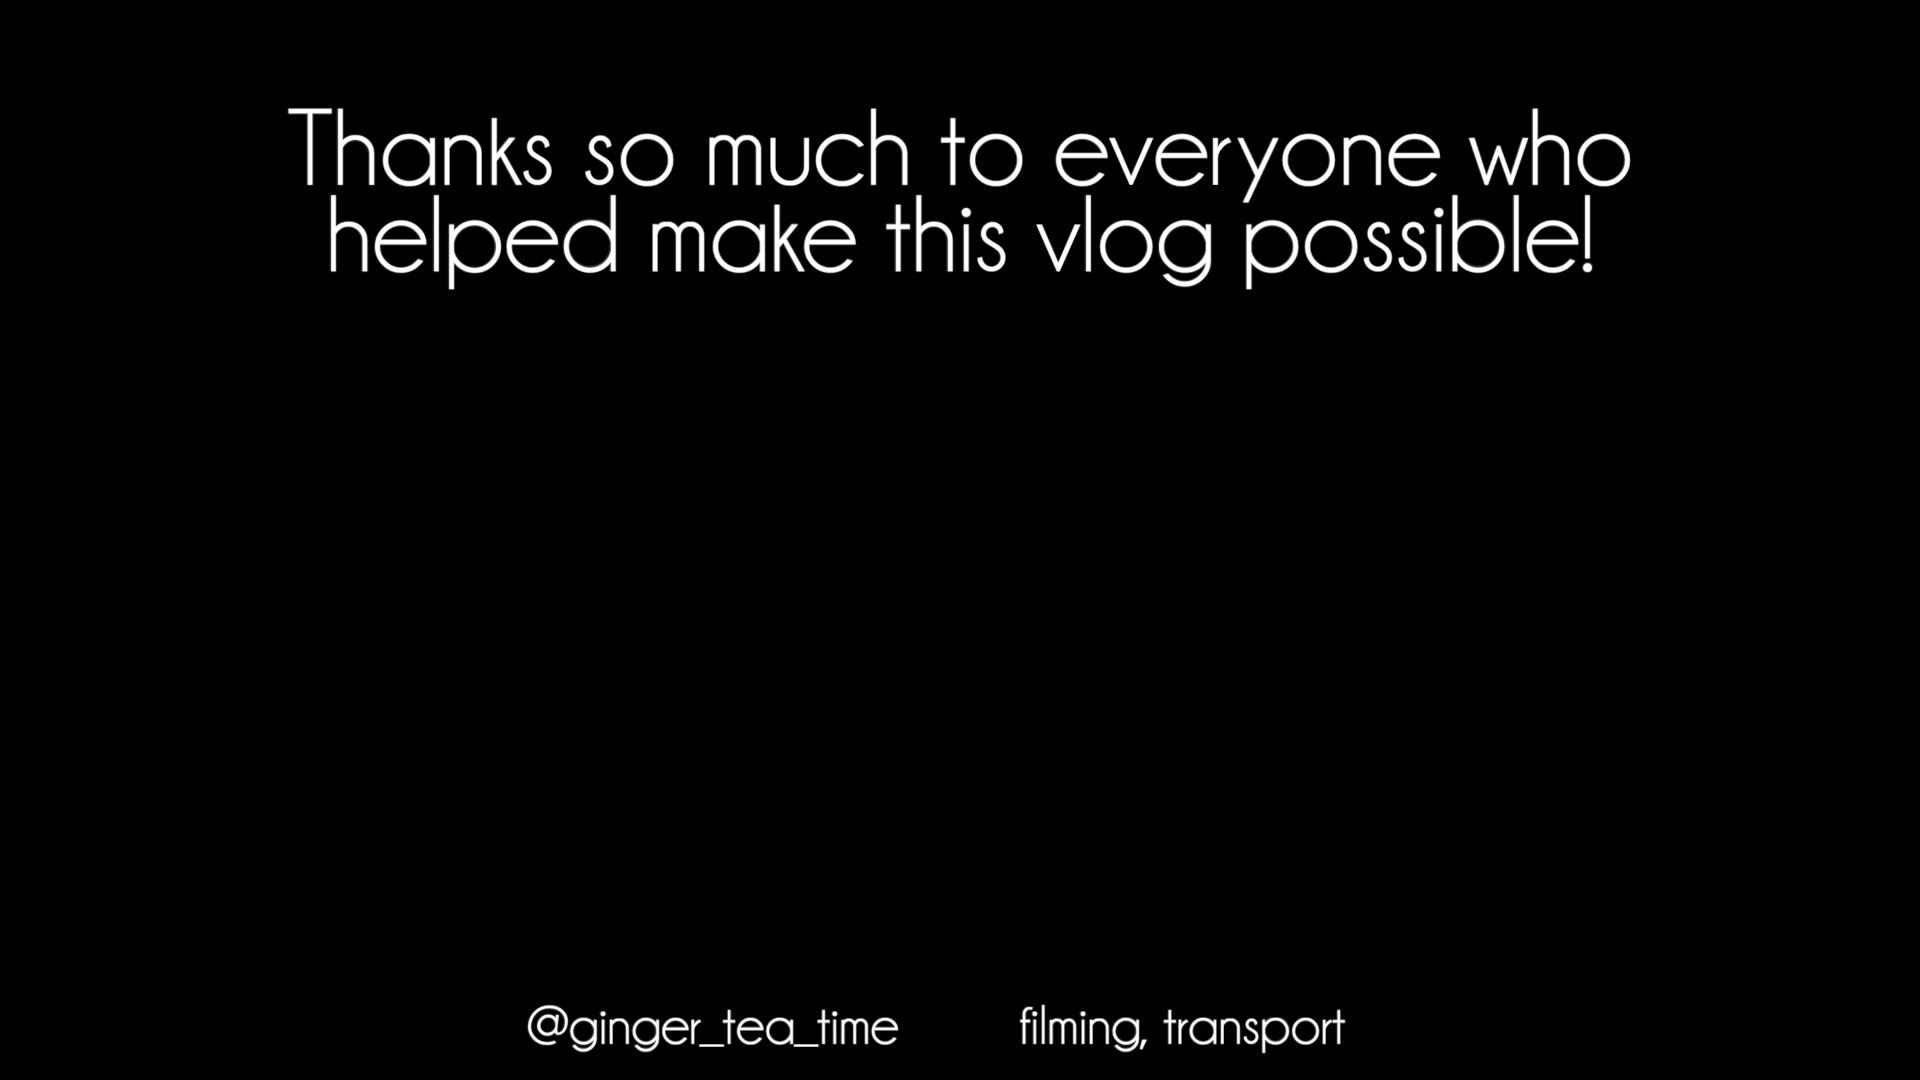 Thanks so much to everyone who
helped make this vlog possible!
@ginger_tea_time filming, transport